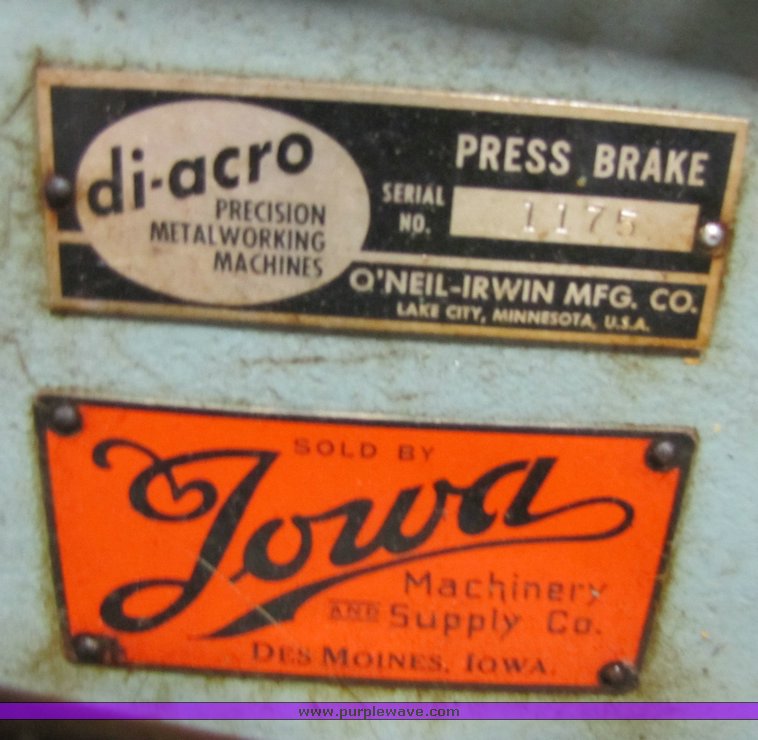 di-acro
PRECISION
METALWORKING
MACHINES
PRESS BRAKE
SERIAL
NO.
1175
O'NEIL-IRWIN MFG. CO.
LAKE CITY, MINNESOTA, U.S.A.
SOLD BY
Iowa
Machinery
AND Supply Co.
DES MOINES, IOWA.
www.purplewave.com